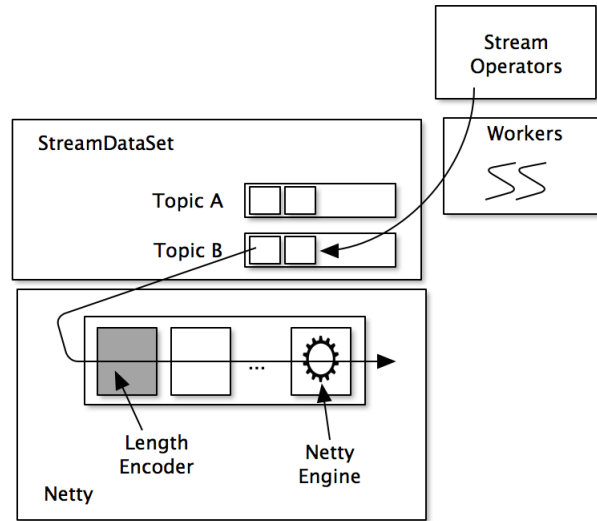 Stream
Operators
StreamDataSet
Workers
Topic A
Topic B
...
Length
Encoder
Netty
Engine
Netty